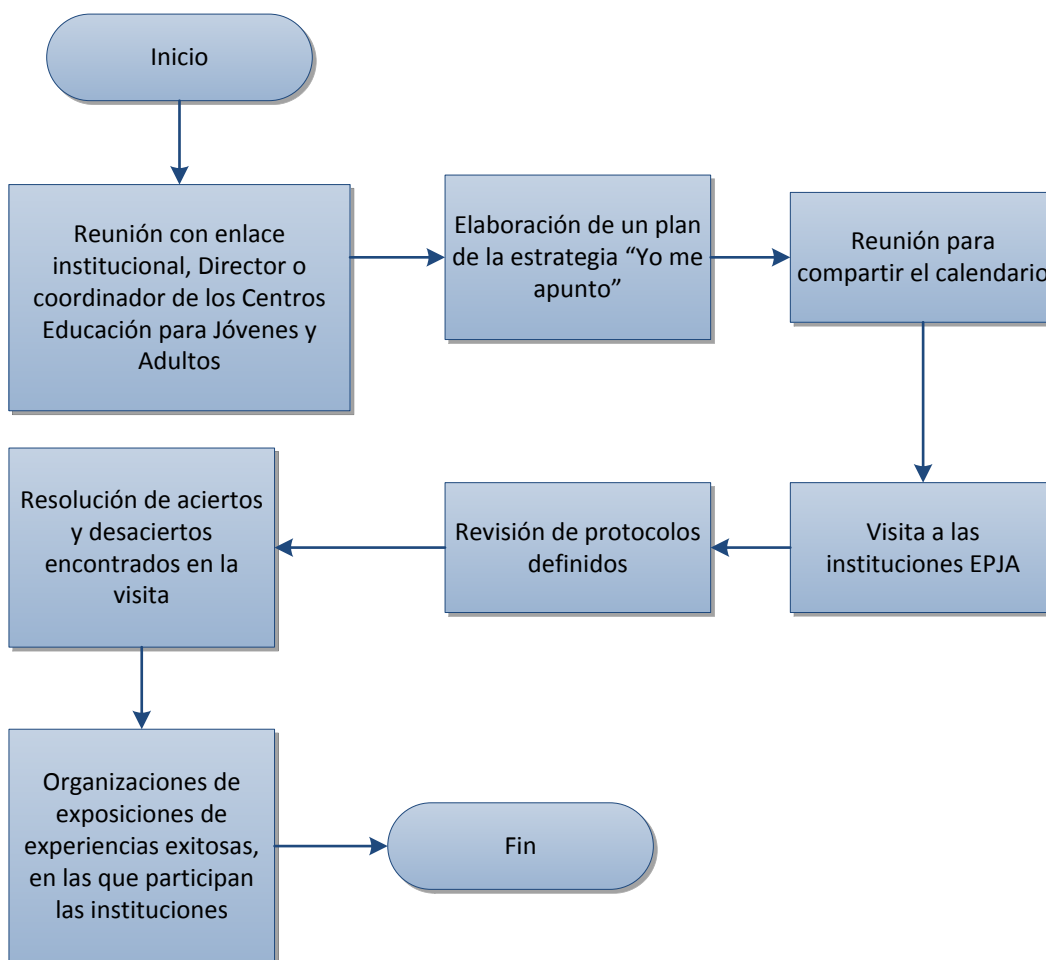 Inicio
Reunión con enlace
institucional, Director o
coordinador de los Centros
Educación para Jóvenes y
Adultos
Elaboración de un plan
de la estrategia “Yo me
apunto”
Reunión para
compartir el calendario
Visita a las
instituciones EPJA
Revisión de protocolos
definidos
Resolución de aciertos
y desaciertos
encontrados en la
visita
Organizaciones de
exposiciones de
experiencias exitosas,
en las que participan
las instituciones
Fin